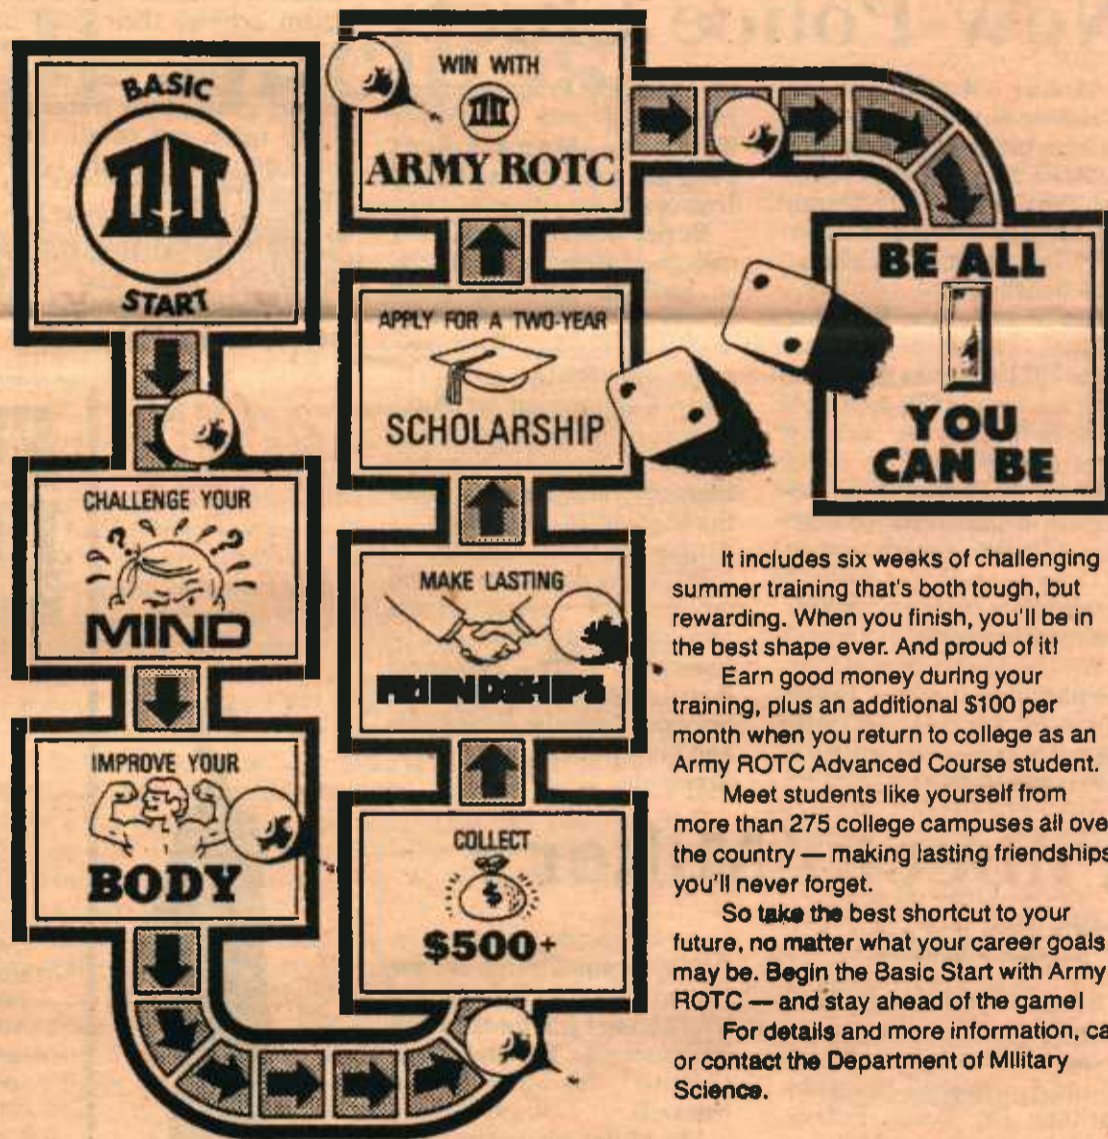 BASIC
START
CHALLENGE YOUR
? ?
MIND
IMPROVE YOUR
BODY
COLLECT
$
$500+
MAKE LASTING
FRIENDSHIPS
APPLY FOR A TWO-YEAR
SCHOLARSHIP
WIN WITH
ARMY ROTC
BE ALL
YOU
CAN BE
It includes six weeks of challenging
summer training that's both tough, but
rewarding. When you finish, you'll be in
the best shape ever. And proud of it!
Earn good money during your
training, plus an additional $100 per
month when you return to college as an
Army ROTC Advanced Course student.
Meet students like yourself from
more than 275 college campuses all ove
the country — making lasting friendships
you'll never forget.
So take the best shortcut to your
future, no matter what your career goals
may be. Begin the Basic Start with Army
ROTC — and stay ahead of the game!
For details and more information, ca
or contact the Department of Military
Science.